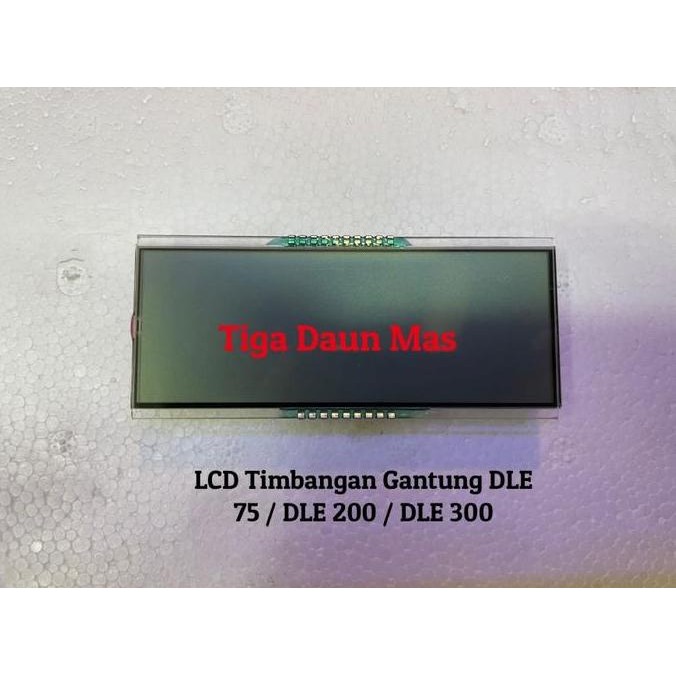 Tiga Daun Mas
LCD Timbangan Gantung DLE
75 / DLE 200 / DLE 300